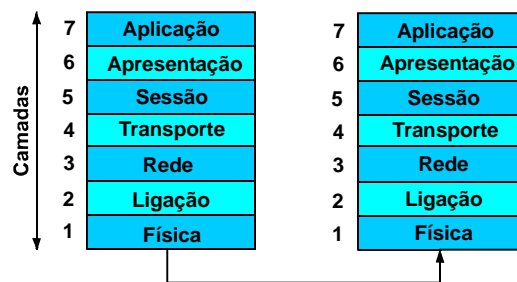 Camadas
7 Aplicação
6 Apresentação
5 Sessão
4 Transporte
3 Rede
2 Ligação
1 Física
7 Aplicação
6 Apresentação
5 Sessão
4 Transporte
3 Rede
2 Ligação
1 Física